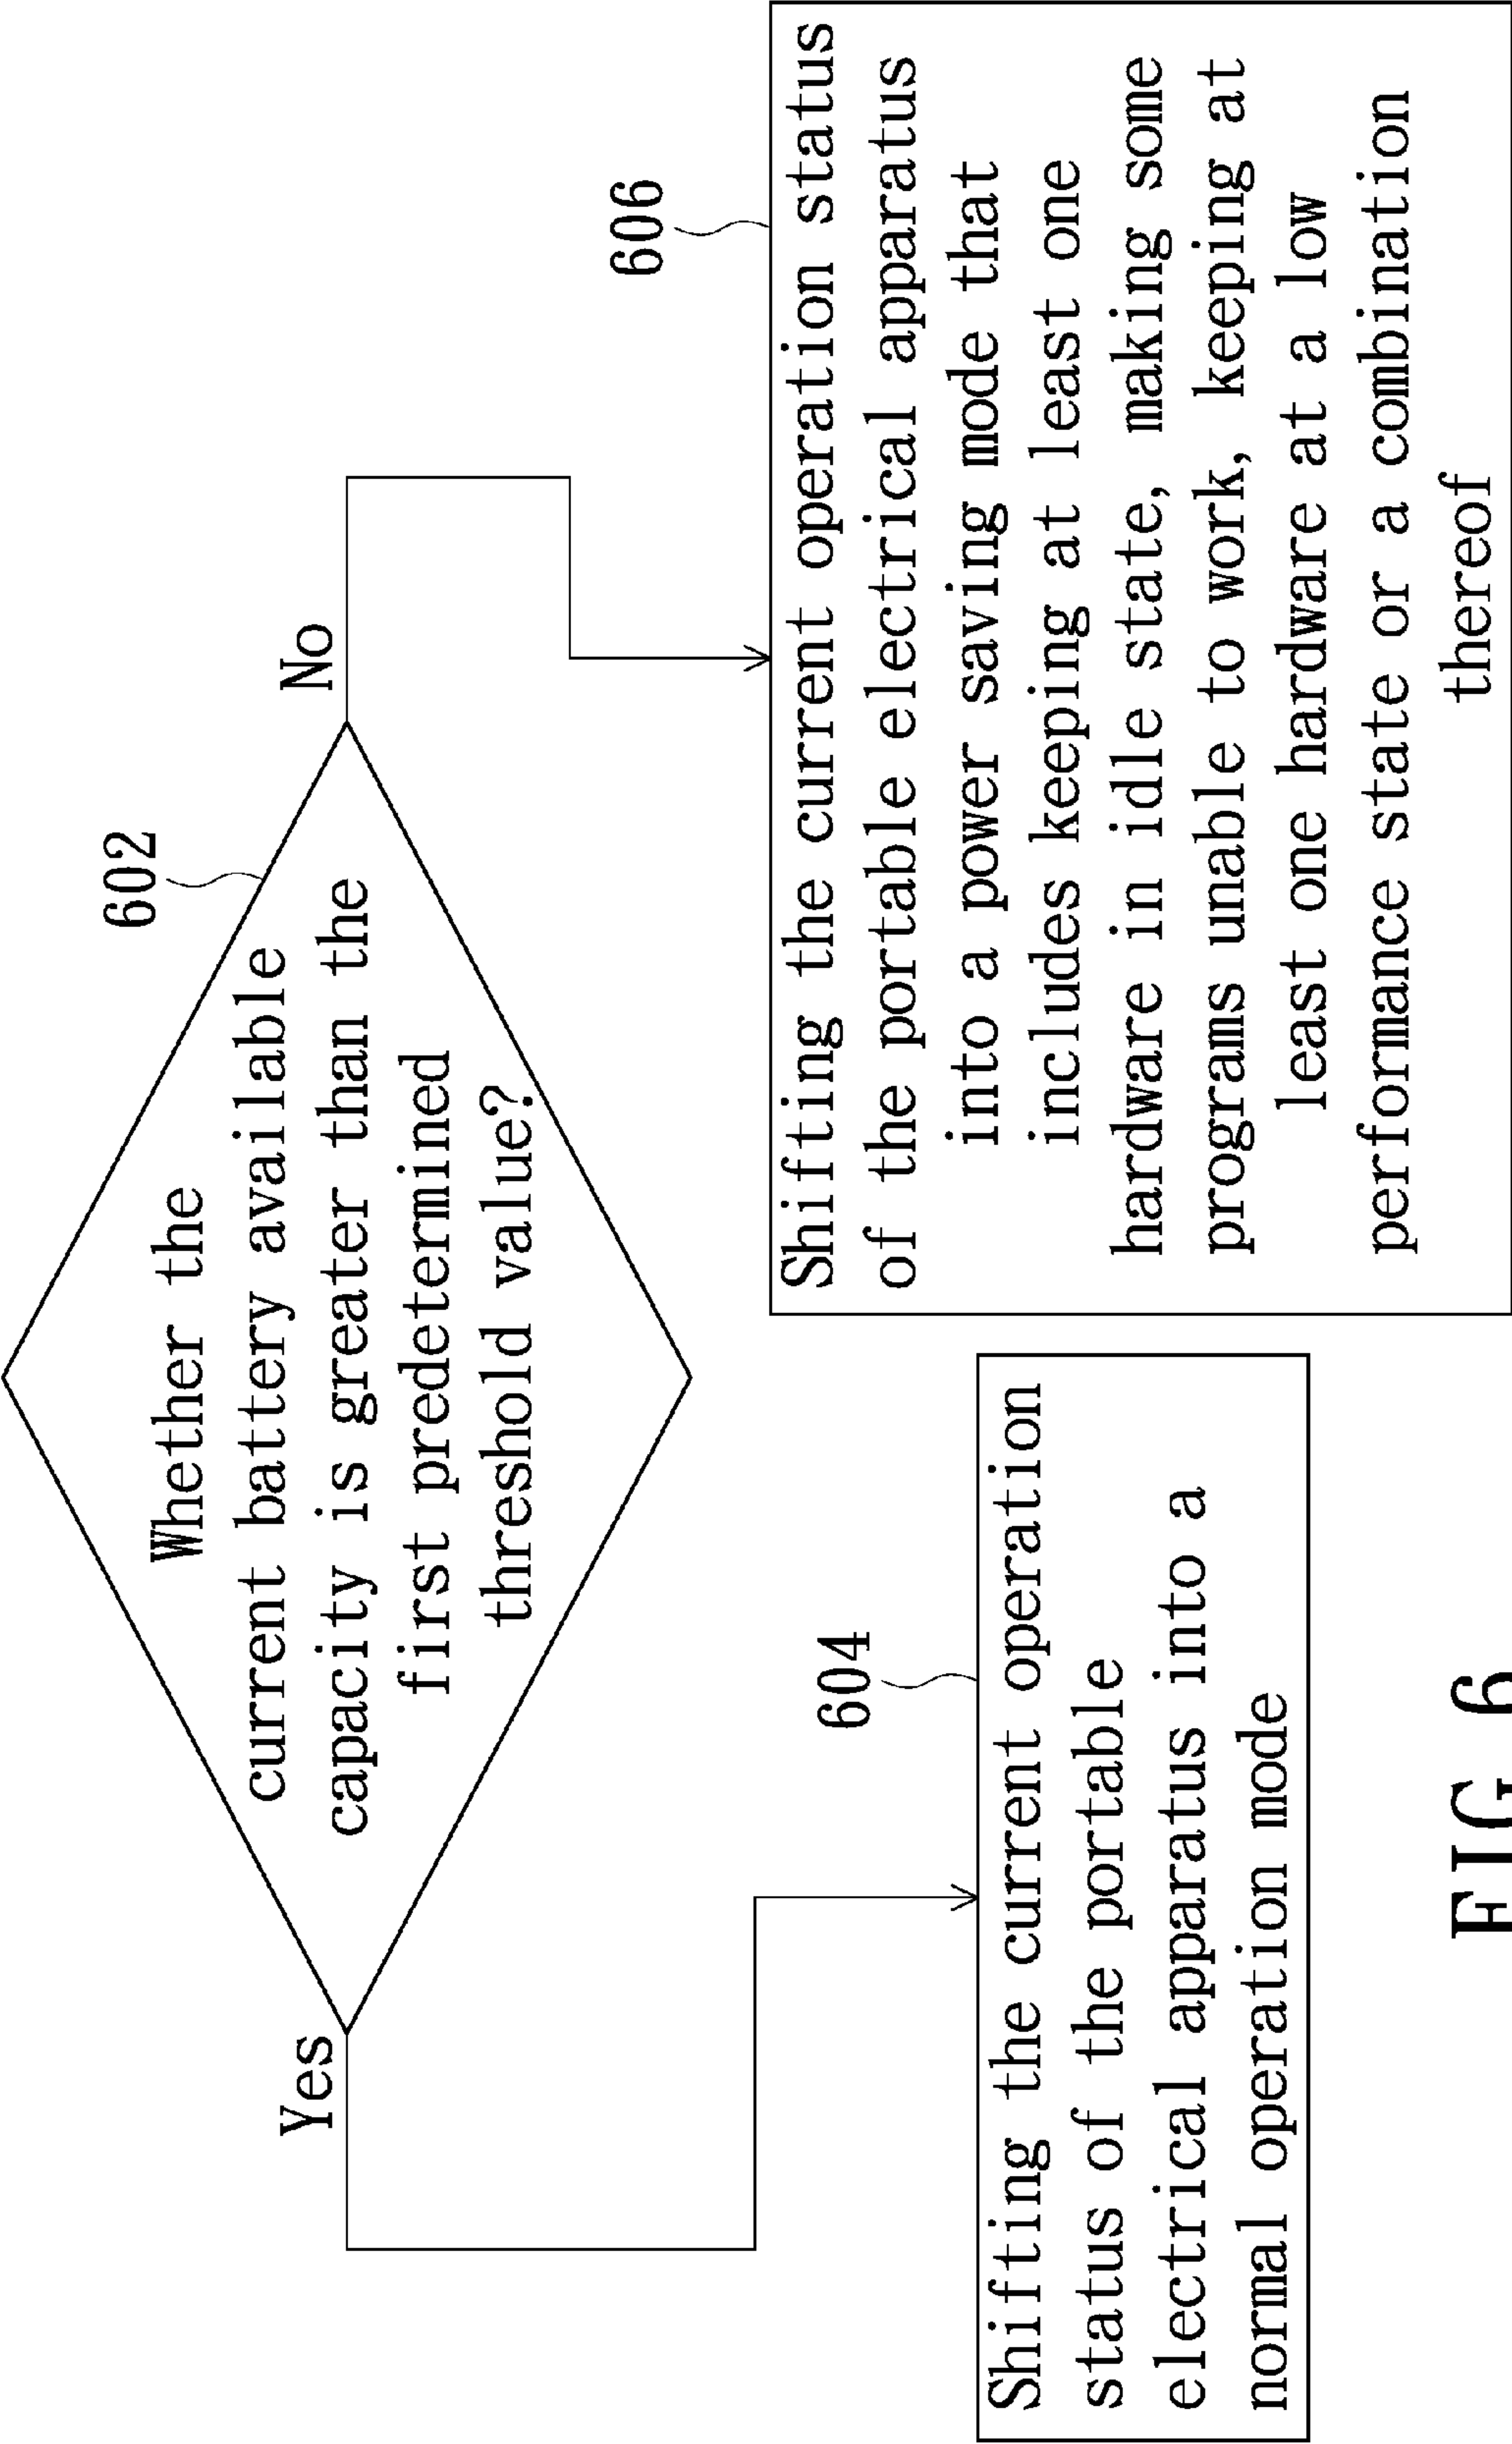 602
Whether the
current battery available
capacity is greater than the
first predetermined
threshold value?
Yes
No
604
Shifting the current operation
status of the portable
electrical apparatus into a
normal operation mode
606
Shifting the current operation status
of the portable electrical apparatus
into a power saving mode that
includes keeping at least one
hardware in idle state, making some
programs unable to work, keeping at
least one hardware at a low
performance state or a combination
thereof
FIG. 6